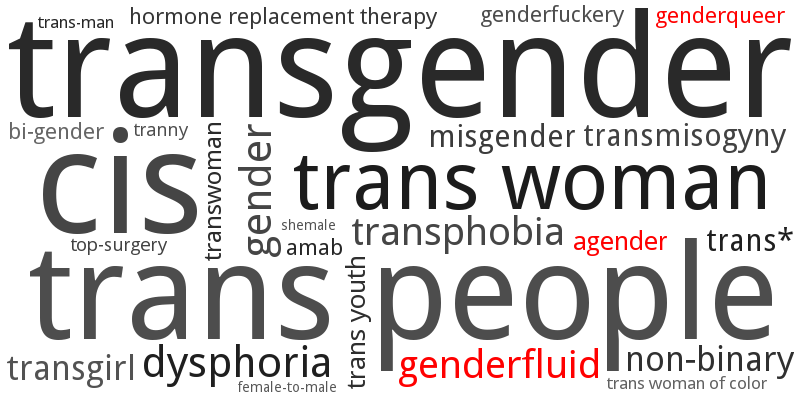 trans-man
hormone replacement therapy
genderfuckery
genderqueer
transgender
bi-gender
tranny
misgender
transmisogyny
cis
transwoman
gender
trans woman
shemale
transphobia
top-surgery
amab
agender
trans*
trans people
trans youth
transgirl
dysphoria
genderfluid
non-binary
female-to-male
trans woman of color